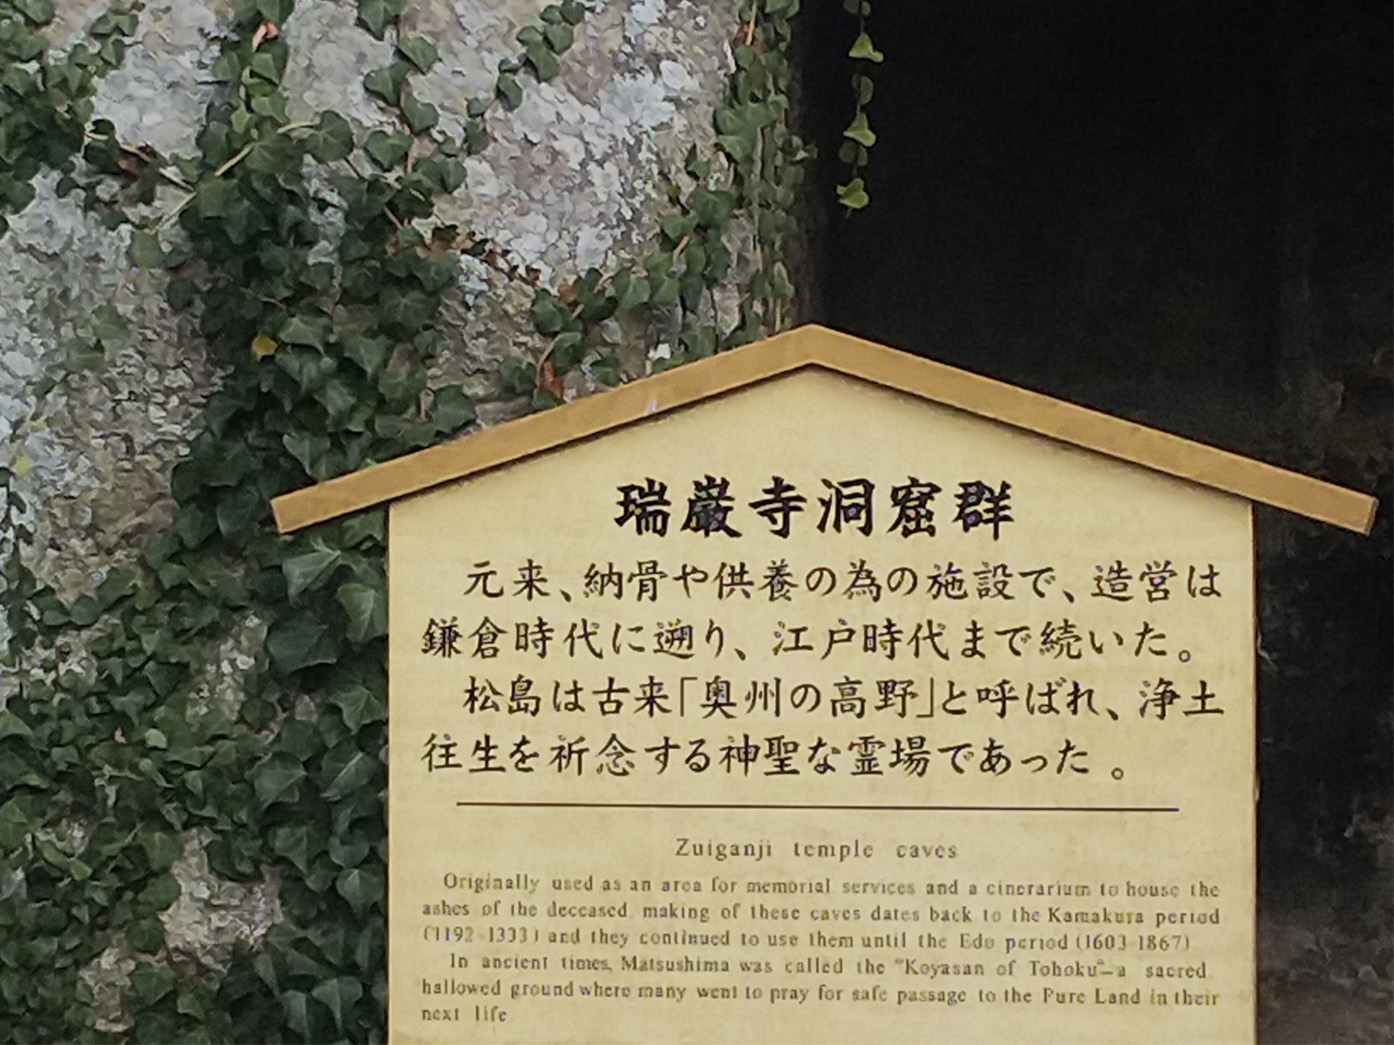 瑞巌寺洞窟群
元来、納骨や供養の為の施設で、造営は
鎌倉時代に遡り、江戸時代まで続いた。
松島は古来「奥州の高野」と呼ばれ、浄土
往生を祈念する神聖な霊場であった。
Zuiganji temple caves
Originally used as an area for memorial services and a cinerarium to house the
ashes of the deceased, making of these caves dates back to the Kamakura period
(1192-1333) and they continued to use them until the Edo period (1603-1867)
In ancient times, Matsushima was called the "Koyasan of Tohoku"—a sacred
hallowed ground where many went to pray for safe passage to the Pure Land in their
next life